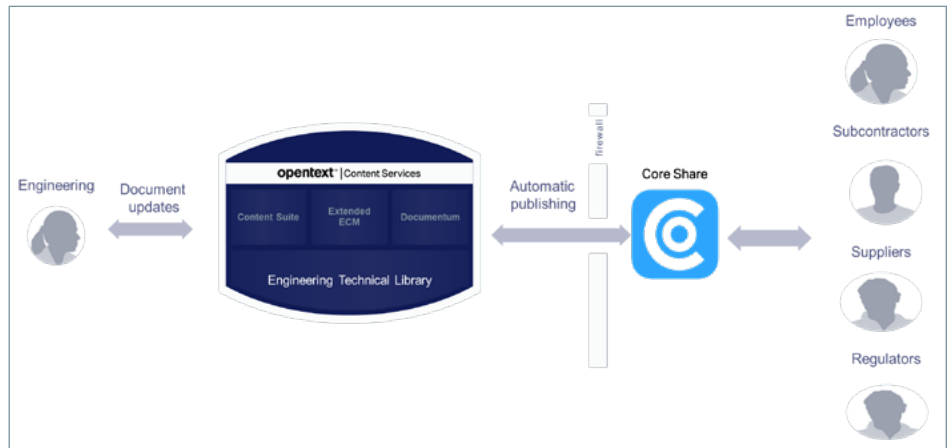 Employees
Subcontractors
Suppliers
Regulators
Engineering
Document
updates
opentext™ | Content Services
Content Suite
Extended
ECM
Documentum
Engineering Technical Library
Automatic
publishing
firewall
Core Share